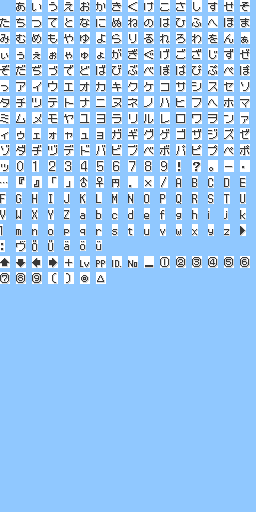 あいうえおかきくけこさしすせそ
たちつてとなにぬねのはひふへほま
みむめもやゆよらりるれろわをんぁ
ぃぅぇぉゃゅょがぎぐげござじずぜ
ぞだぢづでどばびぶべぼぱぴぷぺぽ
っアイウエオカキクケコサシスセソ
タチツテトナニヌネノハヒフヘホマ
ミムメモヤユヨラリルレロワヲンァ
ィゥェォャュョガギグゲゴザジズゼ
ゾダヂヅデドバビブベボパピプペポ
ッ0123456789!?。ー・
…『』「」♂♀円.×/ABCDE
FGHIJKLMNOPQRSTU
VWXYZabcdefghijk
lmnopqrstuvwxyz▶
:ÄÖÜäöü
⬆⬇⬅➡+ Lv PP ID № _ ①②③④⑤⑥
⑦⑧⑨()◎△